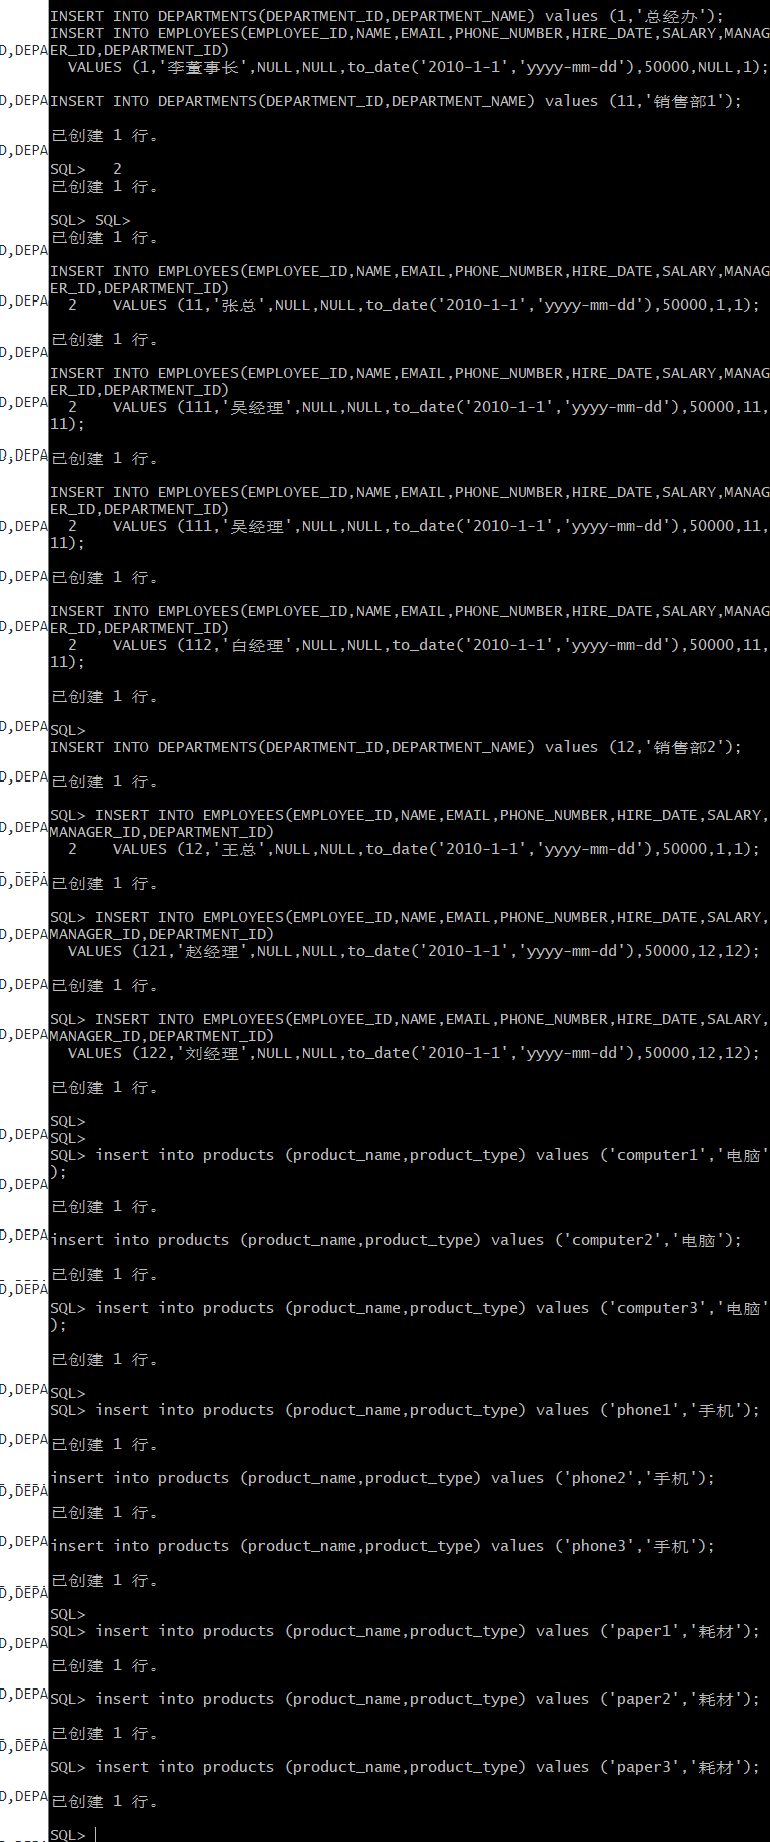 INSERT INTO DEPARTMENTS(DEPARTMENT_ID,DEPARTMENT_NAME) values (1,'总经办');
INSERT INTO EMPLOYEES(EMPLOYEE_ID,NAME,EMAIL,PHONE_NUMBER,HIRE_DATE,SALARY,MANAG
ER_ID,DEPARTMENT_ID)
VALUES (1,'李董事长',NULL,NULL,to_date('2010-1-1','yyyy-mm-dd'),50000,NULL,1);
INSERT INTO DEPARTMENTS(DEPARTMENT_ID,DEPARTMENT_NAME) values (11,'销售部1');
已创建 1 行。
SQL>   2
已创建 1 行。
SQL> SQL>
已创建 1 行。
INSERT INTO EMPLOYEES(EMPLOYEE_ID,NAME,EMAIL,PHONE_NUMBER,HIRE_DATE,SALARY,MANAG
ER_ID,DEPARTMENT_ID)
2    VALUES (11,'张总',NULL,NULL,to_date('2010-1-1','yyyy-mm-dd'),50000,1,1);
已创建 1 行。
INSERT INTO EMPLOYEES(EMPLOYEE_ID,NAME,EMAIL,PHONE_NUMBER,HIRE_DATE,SALARY,MANAG
ER_ID,DEPARTMENT_ID)
2    VALUES (111,'吴经理',NULL,NULL,to_date('2010-1-1','yyyy-mm-dd'),50000,11,
11);
已创建 1 行。
INSERT INTO EMPLOYEES(EMPLOYEE_ID,NAME,EMAIL,PHONE_NUMBER,HIRE_DATE,SALARY,MANAG
ER_ID,DEPARTMENT_ID)
2    VALUES (111,'吴经理',NULL,NULL,to_date('2010-1-1','yyyy-mm-dd'),50000,11,
11);
已创建 1 行。
INSERT INTO EMPLOYEES(EMPLOYEE_ID,NAME,EMAIL,PHONE_NUMBER,HIRE_DATE,SALARY,MANAG
ER_ID,DEPARTMENT_ID)
2    VALUES (112,'白经理',NULL,NULL,to_date('2010-1-1','yyyy-mm-dd'),50000,11,
11);
已创建 1 行。
SQL>
INSERT INTO DEPARTMENTS(DEPARTMENT_ID,DEPARTMENT_NAME) values (12,'销售部2');
已创建 1 行。
SQL> INSERT INTO EMPLOYEES(EMPLOYEE_ID,NAME,EMAIL,PHONE_NUMBER,HIRE_DATE,SALARY,
MANAGER_ID,DEPARTMENT_ID)
2    VALUES (12,'王总',NULL,NULL,to_date('2010-1-1','yyyy-mm-dd'),50000,1,1);
已创建 1 行。
SQL> INSERT INTO EMPLOYEES(EMPLOYEE_ID,NAME,EMAIL,PHONE_NUMBER,HIRE_DATE,SALARY,
MANAGER_ID,DEPARTMENT_ID)
VALUES (121,'赵经理',NULL,NULL,to_date('2010-1-1','yyyy-mm-dd'),50000,12,12);
已创建 1 行。
SQL> INSERT INTO EMPLOYEES(EMPLOYEE_ID,NAME,EMAIL,PHONE_NUMBER,HIRE_DATE,SALARY,
MANAGER_ID,DEPARTMENT_ID)
VALUES (122,'刘经理',NULL,NULL,to_date('2010-1-1','yyyy-mm-dd'),50000,12,12);
已创建 1 行。
SQL>
SQL>
SQL> insert into products (product_name,product_type) values ('computer1','电脑'
);
已创建 1 行。
insert into products (product_name,product_type) values ('computer2','电脑');
已创建 1 行。
SQL> insert into products (product_name,product_type) values ('computer3','电脑'
);
已创建 1 行。
SQL>
SQL> insert into products (product_name,product_type) values ('phone1','手机');
已创建 1 行。
insert into products (product_name,product_type) values ('phone2','手机');
已创建 1 行。
insert into products (product_name,product_type) values ('phone3','手机');
已创建 1 行。
SQL>
SQL> insert into products (product_name,product_type) values ('paper1','耗材');
已创建 1 行。
SQL> insert into products (product_name,product_type) values ('paper2','耗材');
已创建 1 行。
SQL> insert into products (product_name,product_type) values ('paper3','耗材');
已创建 1 行。
SQL>